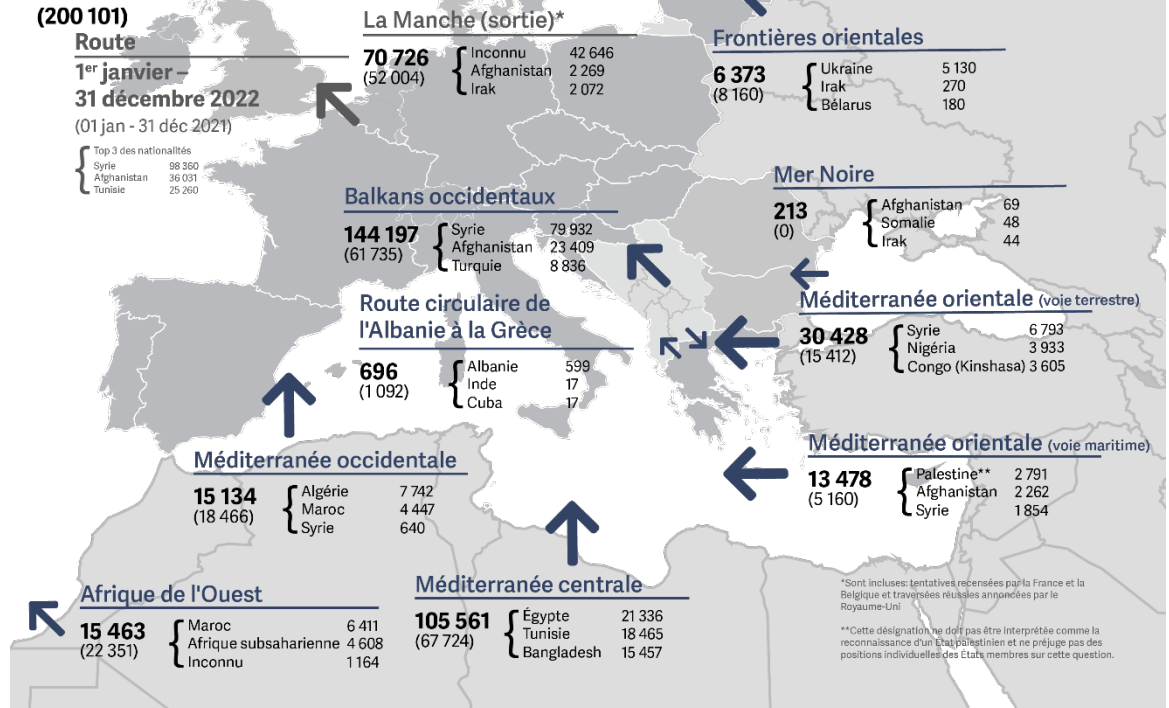 (200 101)
Route
1er janvier –
31 décembre 2022
(01 jan - 31 déc 2021)
Top 3 des nationalités
Syrie 98 360
Afghanistan 36 031
Tunisie 25 260
La Manche (sortie)*
70 726
(52 004)
Inconnu 42 646
Afghanistan 2 269
Irak 2 072
Frontières orientales
6 373
(8 160)
Ukraine 5 130
Irak 270
Bélarus 180
Mer Noire
213
(0)
Afghanistan 69
Somalie 48
Irak 44
Balkans occidentaux
144 197
(61 735)
Syrie 79 932
Afghanistan 23 409
Turquie 8 836
Route circulaire de
l'Albanie à la Grèce
696
(1 092)
Albanie 599
Inde 17
Cuba 17
Méditerranée orientale (voie terrestre)
30 428
(15 412)
Syrie 6 793
Nigéria 3 933
Congo (Kinshasa) 3 605
Méditerranée orientale (voie maritime)
13 478
(5 160)
Palestine** 2 791
Afghanistan 2 262
Syrie 1 854
Méditerranée occidentale
15 134
(18 466)
Algérie 7 742
Maroc 4 447
Syrie 640
Afrique de l'Ouest
15 463
(22 351)
Maroc 6 411
Afrique subsaharienne 4 608
Inconnu 1 164
Méditerranée centrale
105 561
(67 724)
Égypte 21 336
Tunisie 18 465
Bangladesh 15 457
*Sont incluses: tentatives recensées par la France et la
Belgique et traversées réussies annoncées par le
Royaume-Uni
**Cette désignation ne doit pas être interprétée comme la
reconnaissance d'un État palestinien et ne préjuge pas des
positions individuelles des États membres sur cette question.